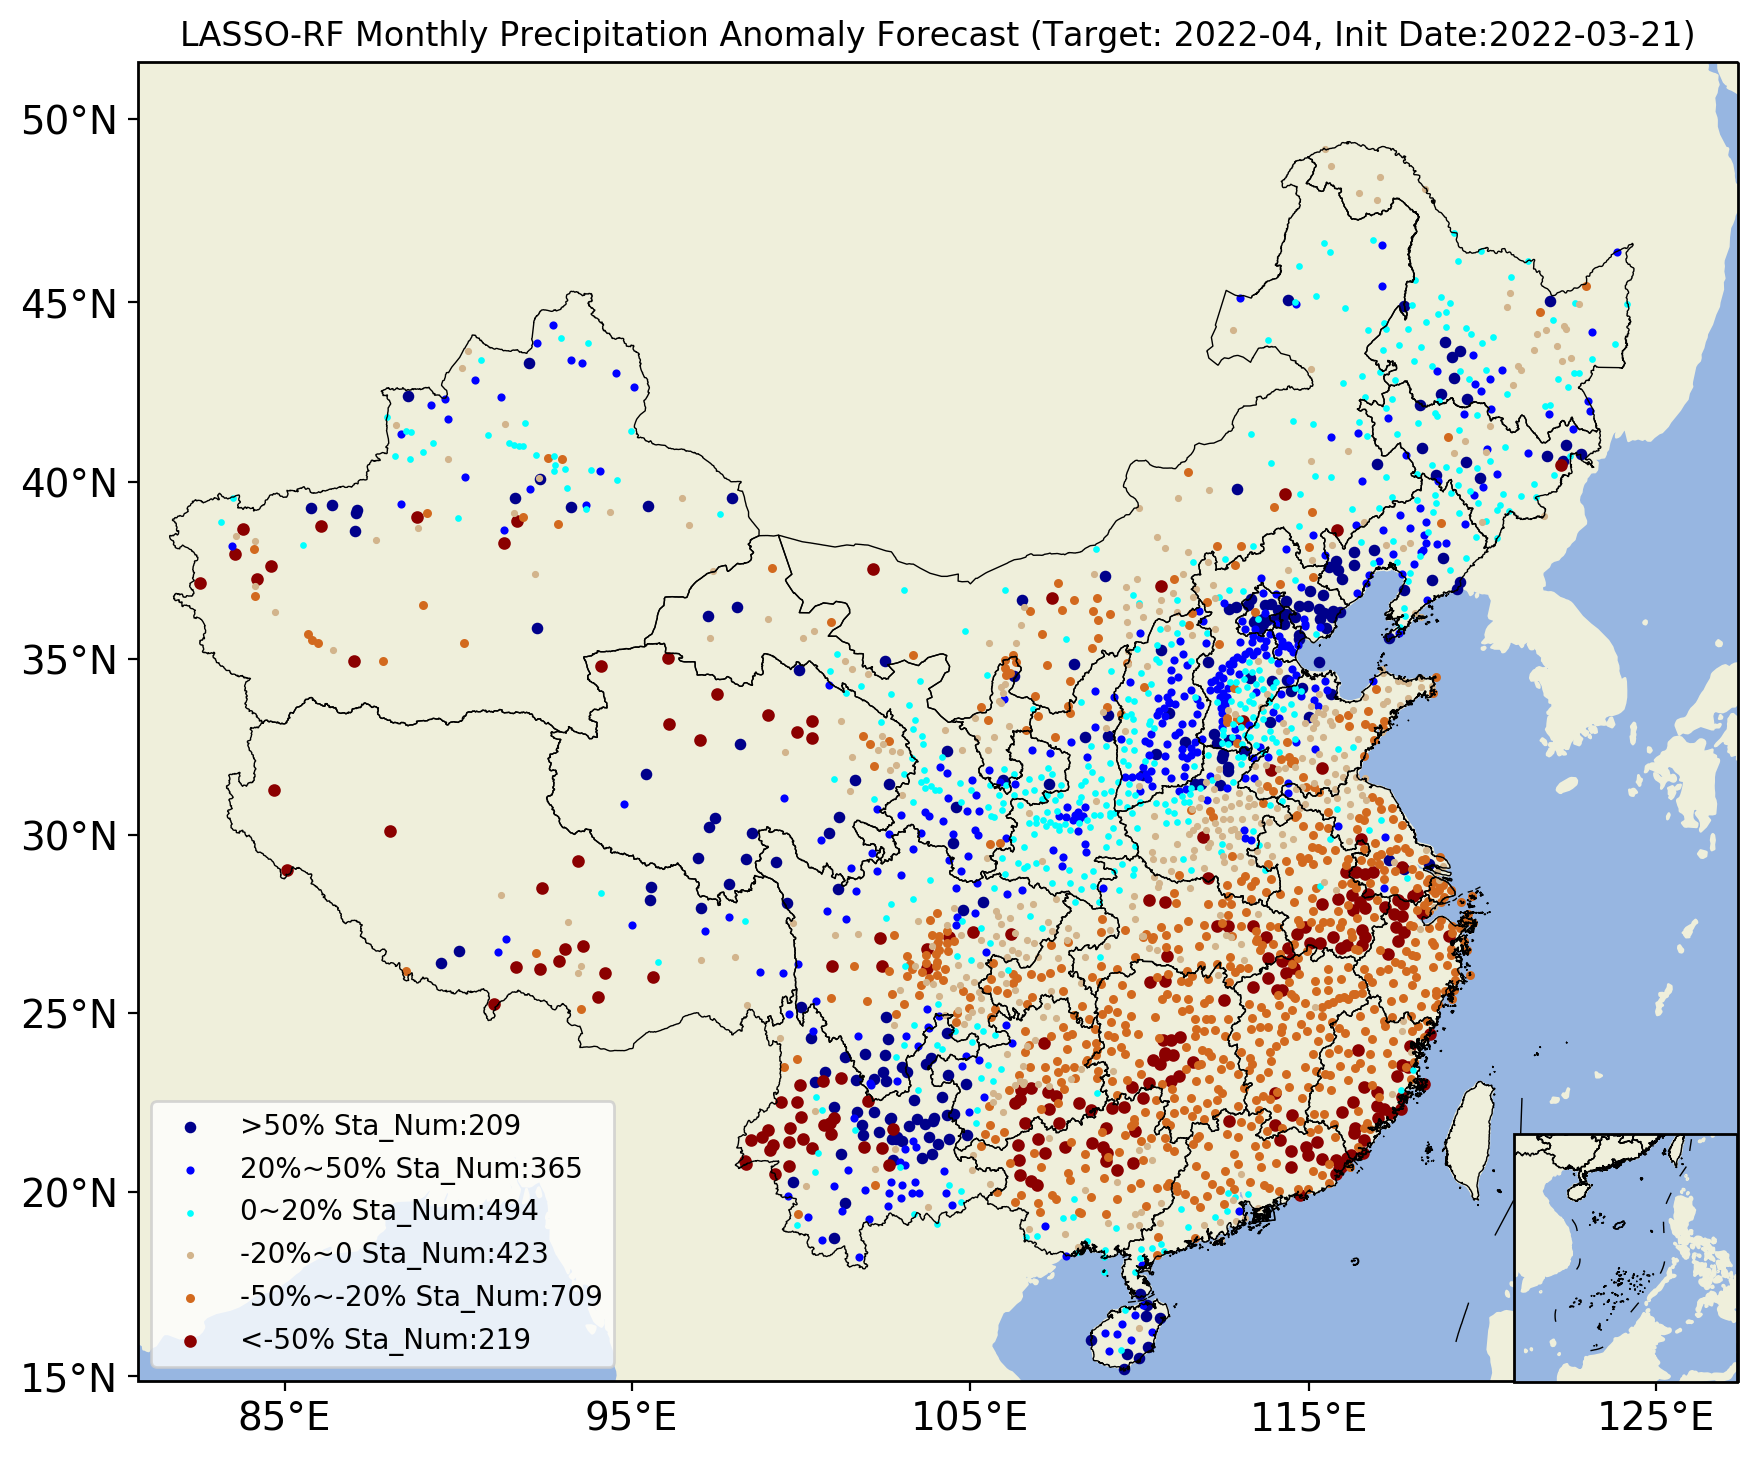 LASSO-RF Monthly Precipitation Anomaly Forecast (Target: 2022-04, Init Date:2022-03-21)
50°N
45°N
40°N
35°N
30°N
25°N
20°N
15°N
>50% Sta_Num:209
20%~50% Sta_Num:365
0~20% Sta_Num:494
-20%~0 Sta_Num:423
-50%~-20% Sta_Num:709
<-50% Sta_Num:219
85°E
95°E
105°E
115°E
125°E